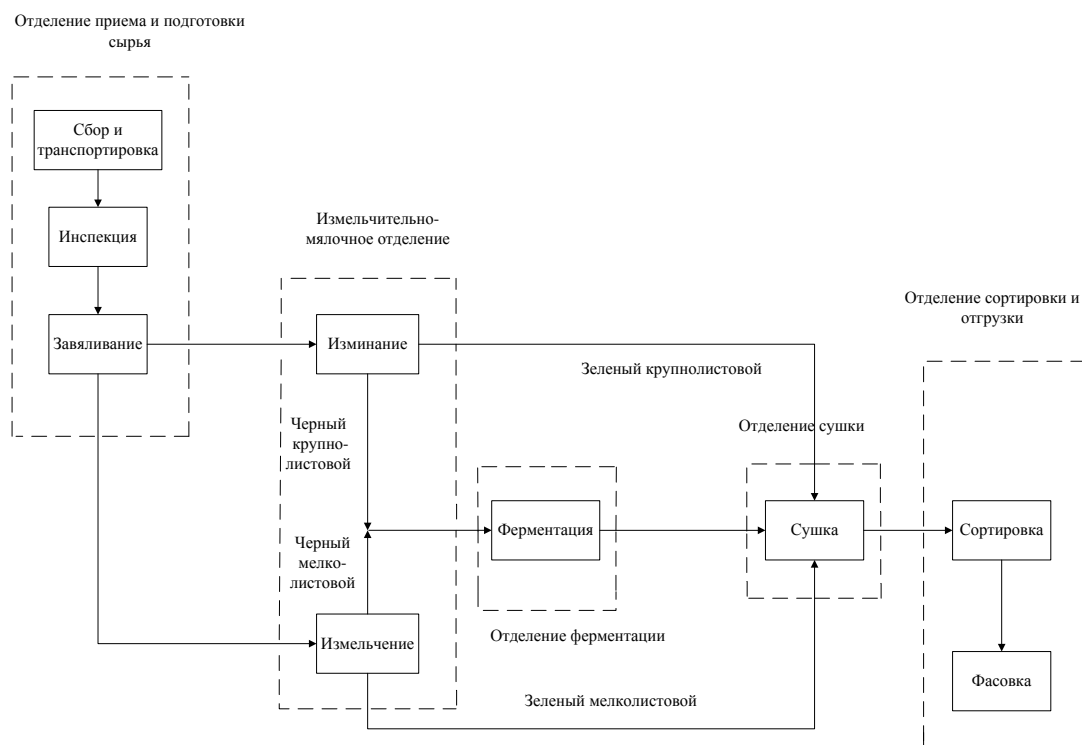 Отделение приема и подготовки
сырья
Сбор и
транспортировка
Инспекция
Завяливание
Измельчительно-
мялочное отделение
Изминание
Черный
крупно-
листовой
Черный
мелко-
листовой
Измельчение
Зеленый крупнолистовой
Ферментация
Отделение ферментации
Зеленый мелколистовой
Отделение сушки
Сушка
Отделение сортировки и
отгрузки
Сортировка
Фасовка